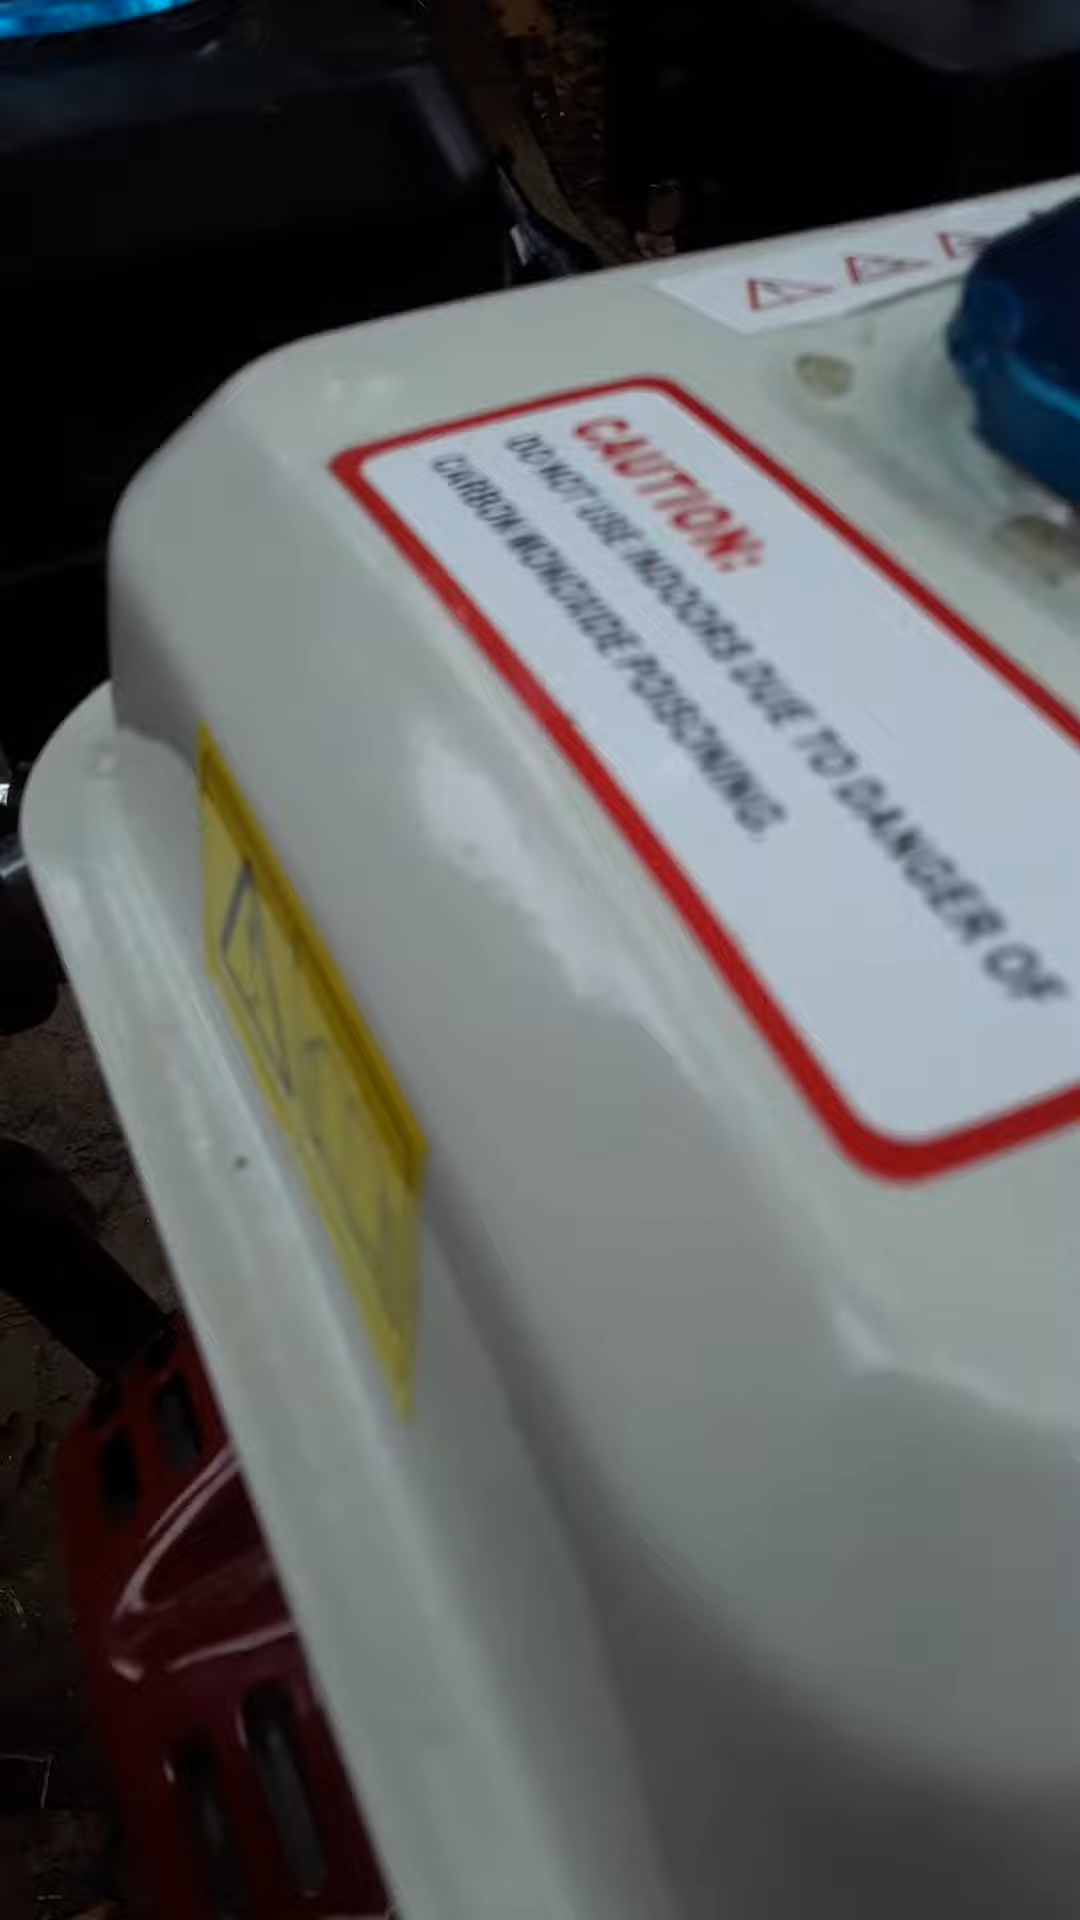 CAUTION:
DO NOT USE INDOORS DUE TO DANGER OF
CARBON MONOXIDE POISONING.